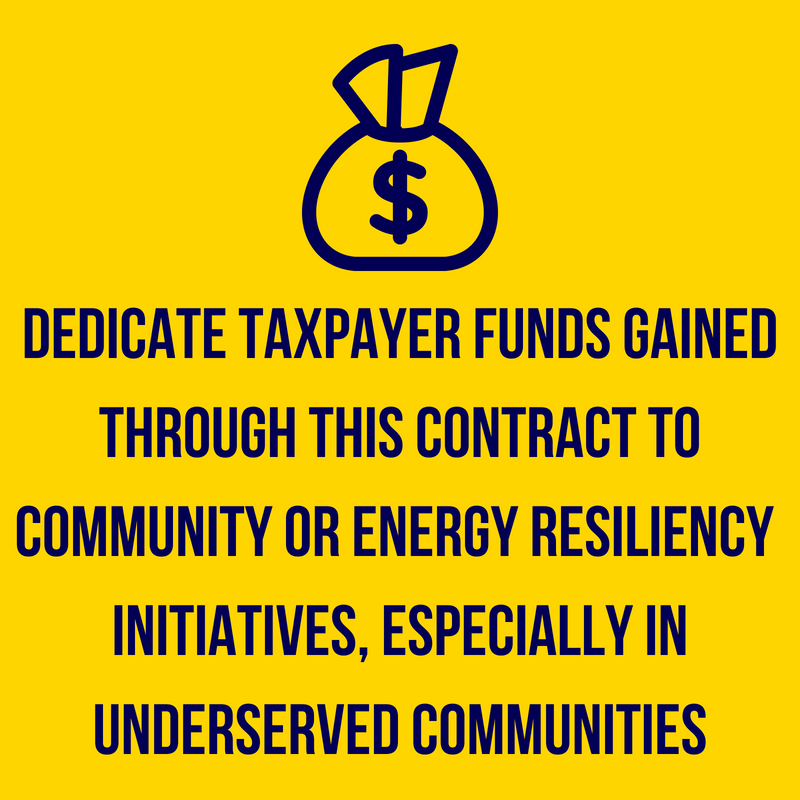 $
DEDICATE TAXPAYER FUNDS GAINED
THROUGH THIS CONTRACT TO
COMMUNITY OR ENERGY RESILIENCY
INITIATIVES, ESPECIALLY IN
UNDERSERVED COMMUNITIES